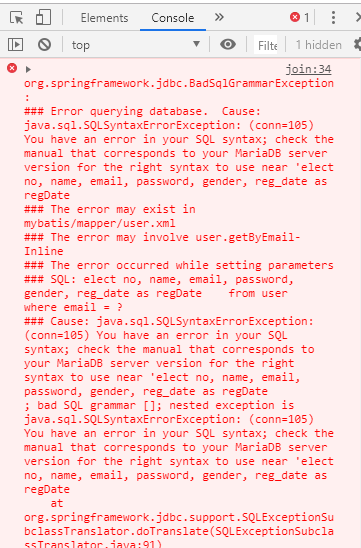 Elements Console 1
top Filte 1 hidden
join:34
org.springframework.jdbc.BadSqlGrammarException
:
### Error querying database.  Cause:
java.sql.SQLSyntaxErrorException: (conn=105)
You have an error in your SQL syntax; check the
manual that corresponds to your MariaDB server
version for the right syntax to use near 'elect
no, name, email, password, gender, reg_date as
regDate
### The error may exist in
mybatis/mapper/user.xml
### The error may involve user.getByEmail-
Inline
### The error occurred while setting parameters
### SQL: elect no, name, email, password,
gender, reg_date as regDate    from user
where email = ?
### Cause: java.sql.SQLSyntaxErrorException:
(conn=105) You have an error in your SQL
syntax; check the manual that corresponds to
your MariaDB server version for the right
syntax to use near 'elect no, name, email,
password, gender, reg_date as regDate
; bad SQL grammar []; nested exception is
java.sql.SQLSyntaxErrorException: (conn=105)
You have an error in your SQL syntax; check the
manual that corresponds to your MariaDB server
version for the right syntax to use near 'elect
no, name, email, password, gender, reg_date as
regDate
at
org.springframework.jdbc.support.SQLExceptionSu
bclassTranslator.doTranslate(SQLExceptionSubcla
ssTranslator.java:91)